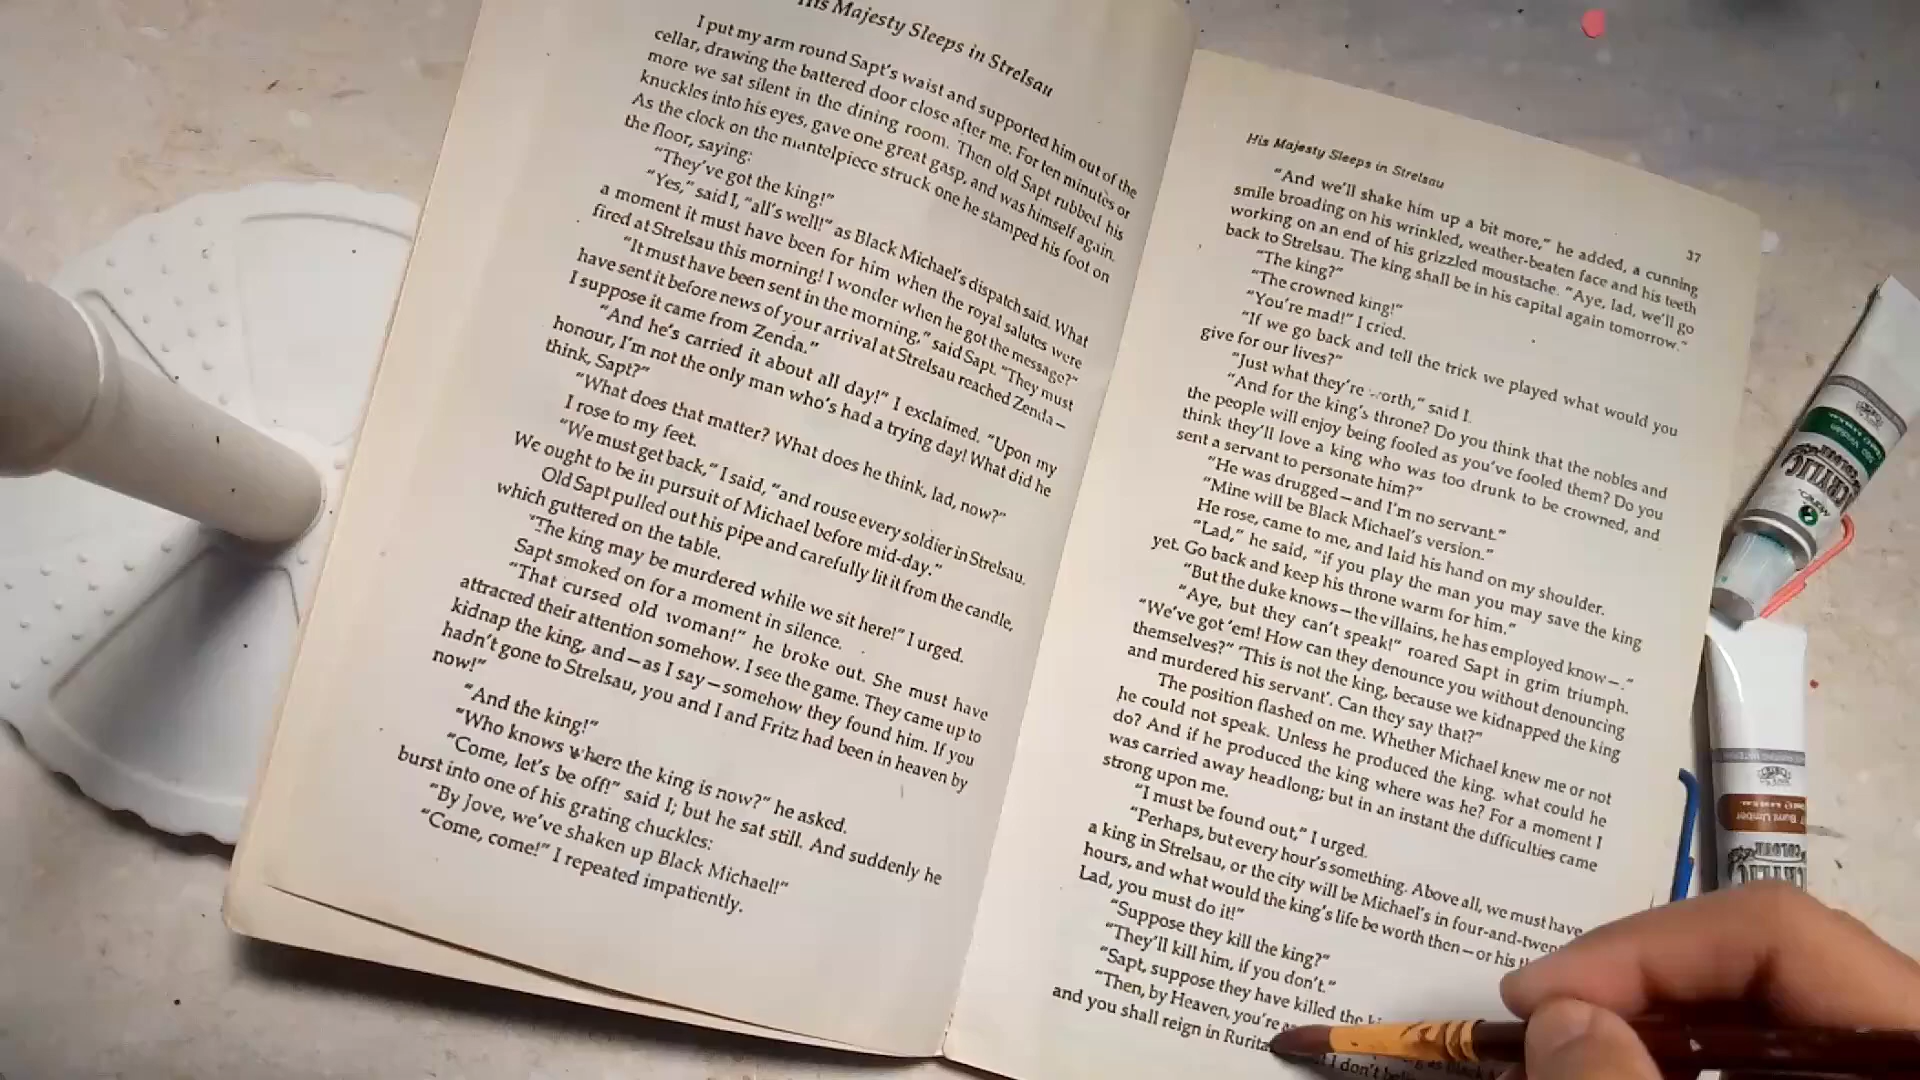 His Majesty Sleeps in Strelsau
I put my arm round Sapt's waist and supported him out of the
cellar, drawing the battered door close after me. For ten minutes or
more we sat silent in the dining room. Then old Sapt rubbed his
knuckles into his eyes, gave one great gasp, and was himself again.
As the clock on the mantelpiece struck one he stamped his foot on
the floor, saying:
"They've got the king!"
"Yes," said I, "all's well!" as Black Michael's dispatch said. What
a moment it must have been for him when the royal salutes were
fired at Strelsau this morning! I wonder when he got the message?"
"It must have been sent in the morning," said Sapt. "They must
have sent it before news of your arrival at Strelsau reached Zenda—
I suppose it came from Zenda."
"And he's carried it about all day!" I exclaimed. "Upon my
honour, I'm not the only man who's had a trying day! What did he
think, Sapt?"
"What does that matter? What does he think, lad, now?"
I rose to my feet.
"We must get back," I said, "and rouse every soldier in Strelsau.
We ought to be in pursuit of Michael before mid-day."
Old Sapt pulled out his pipe and carefully lit it from the candle,
which guttered on the table.
"The king may be murdered while we sit here!" I urged.
Sapt smoked on for a moment in silence.
"That cursed old woman!" he broke out. She must have
attracted their attention somehow. I see the game. They came up to
kidnap the king, and—as I say—somehow they found him. If you
hadn't gone to Strelsau, you and I and Fritz had been in heaven by
now!"
"And the king!"
"Who knows where the king is now?" he asked.
"Come, let's be off!" said I; but he sat still. And suddenly he
burst into one of his grating chuckles:
"By Jove, we've shaken up Black Michael!"
"Come, come!" I repeated impatiently.
His Majesty Sleeps in Strelsau
37
"And we'll shake him up a bit more," he added, a cunning
smile broading on his wrinkled, weather-beaten face and his teeth
working on an end of his grizzled moustache. "Aye, lad, we'll go
back to Strelsau. The king shall be in his capital again tomorrow."
"The king?"
"The crowned king!"
"You're mad!" I cried.
"If we go back and tell the trick we played what would you
give for our lives?"
"Just what they're worth," said I.
"And for the king's throne? Do you think that the nobles and
the people will enjoy being fooled as you've fooled them? Do you
think they'll love a king who was too drunk to be crowned, and
sent a servant to personate him?"
"He was drugged—and I'm no servant."
"Mine will be Black Michael's version."
He rose, came to me, and laid his hand on my shoulder.
"Lad," he said, "if you play the man you may save the king
yet. Go back and keep his throne warm for him."
"But the duke knows—the villains, he has employed know—."
"Aye, but they can't speak!" roared Sapt in grim triumph.
"We've got 'em! How can they denounce you without denouncing
themselves?" 'This is not the king, because we kidnapped the king
and murdered his servant'. Can they say that?"
The position flashed on me. Whether Michael knew me or not
he could not speak. Unless he produced the king. what could he
do? And if he produced the king where was he? For a moment I
was carried away headlong; but in an instant the difficulties came
strong upon me.
"I must be found out," I urged.
"Perhaps, but every hour's something. Above all, we must have
a king in Strelsau, or the city will be Michael's in four-and-twen
hours, and what would the king's life be worth then—or his th
Lad, you must do it!"
"Suppose they kill the king?"
"They'll kill him, if you don't."
"Sapt, suppose they have killed the ki
"Then, by Heaven, you're as
and you shall reign in Rurita
I don't
Viridian
ACRYLIC
COLOUR
Burnt Umber
ACRYLIC
COLOUR